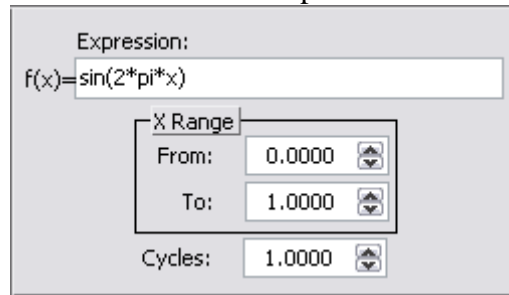 Expression:
f(x)= sin(2*pi*x)
X Range
From: 0.0000
To: 1.0000
Cycles: 1.0000